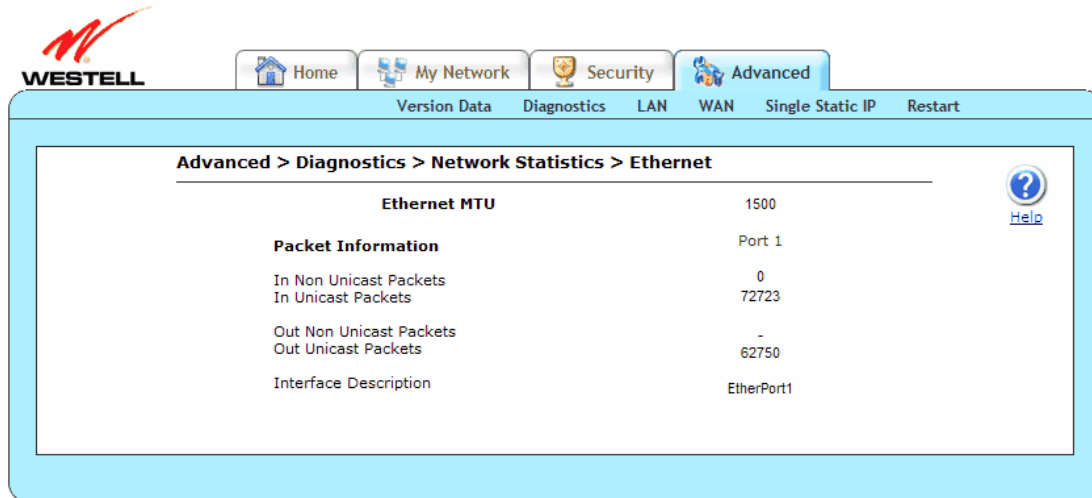 WESTELL
Home My Network Security Advanced
Version Data Diagnostics LAN WAN Single Static IP Restart
Advanced > Diagnostics > Network Statistics > Ethernet
Ethernet MTU 1500
Help
Packet Information Port 1
In Non Unicast Packets 0
In Unicast Packets 72723
Out Non Unicast Packets -
Out Unicast Packets 62750
Interface Description EtherPort1